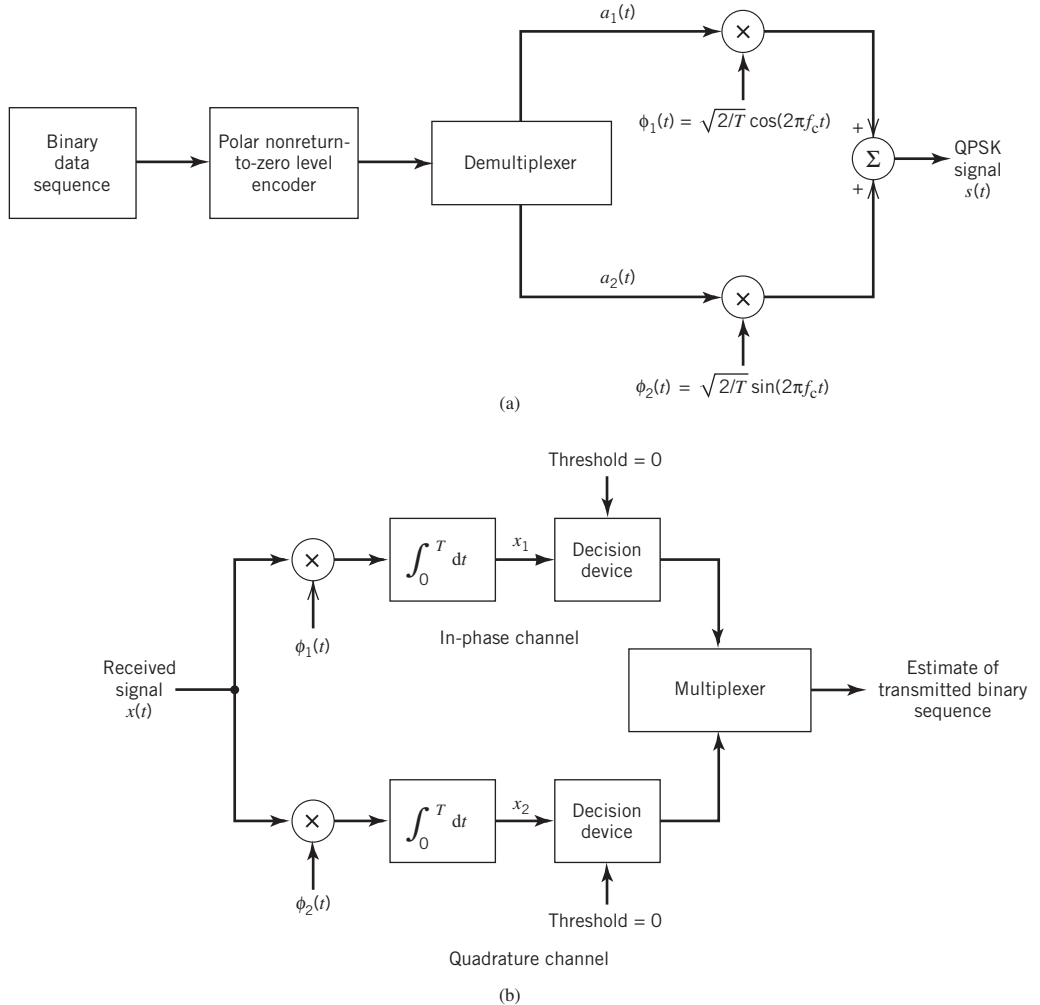 a₁(t)
ϕ₁(t) = √2/T cos(2πf_c t)
Binary
data
sequence
Polar nonreturn-
to-zero level
encoder
Demultiplexer
+
Σ
+
QPSK
signal
s(t)
a₂(t)
ϕ₂(t) = √2/T sin(2πf_c t)
(a)
Threshold = 0
×
∫₀ᵀ dt
x₁
Decision
device
ϕ₁(t)
In-phase channel
Received
signal
x(t)
Multiplexer
Estimate of
transmitted binary
sequence
×
∫₀ᵀ dt
x₂
Decision
device
ϕ₂(t)
Threshold = 0
Quadrature channel
(b)